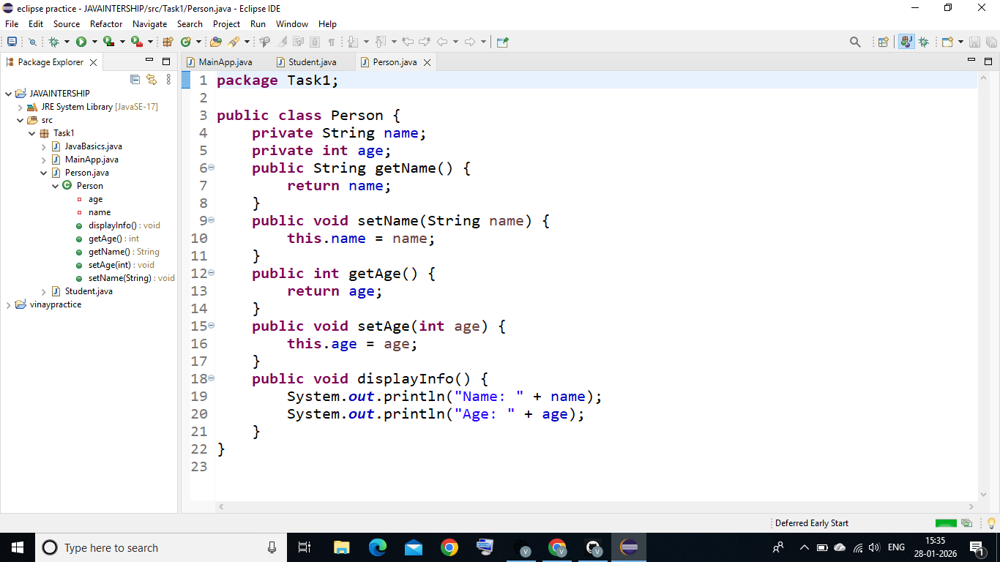 eclipse practice - JAVAINTERSHIP/src/Task1/Person.java - Eclipse IDE
File Edit Source Refactor Navigate Search Project Run Window Help
Package Explorer
MainApp.java Student.java Person.java
JAVAINTERSHIP
JRE System Library [JavaSE-17]
src
Task1
JavaBasics.java
MainApp.java
Person.java
Person
age
name
displayInfo() : void
getAge() : int
getName() : String
setAge(int) : void
setName(String) : void
Student.java
vinaypractice
1 package Task1;
2
3 public class Person {
4     private String name;
5     private int age;
6     public String getName() {
7         return name;
8     }
9     public void setName(String name) {
10         this.name = name;
11     }
12     public int getAge() {
13         return age;
14     }
15     public void setAge(int age) {
16         this.age = age;
17     }
18     public void displayInfo() {
19         System.out.println("Name: " + name);
20         System.out.println("Age: " + age);
21     }
22 }
23
Deferred Early Start
Type here to search
ENG
15:35
28-01-2026
1